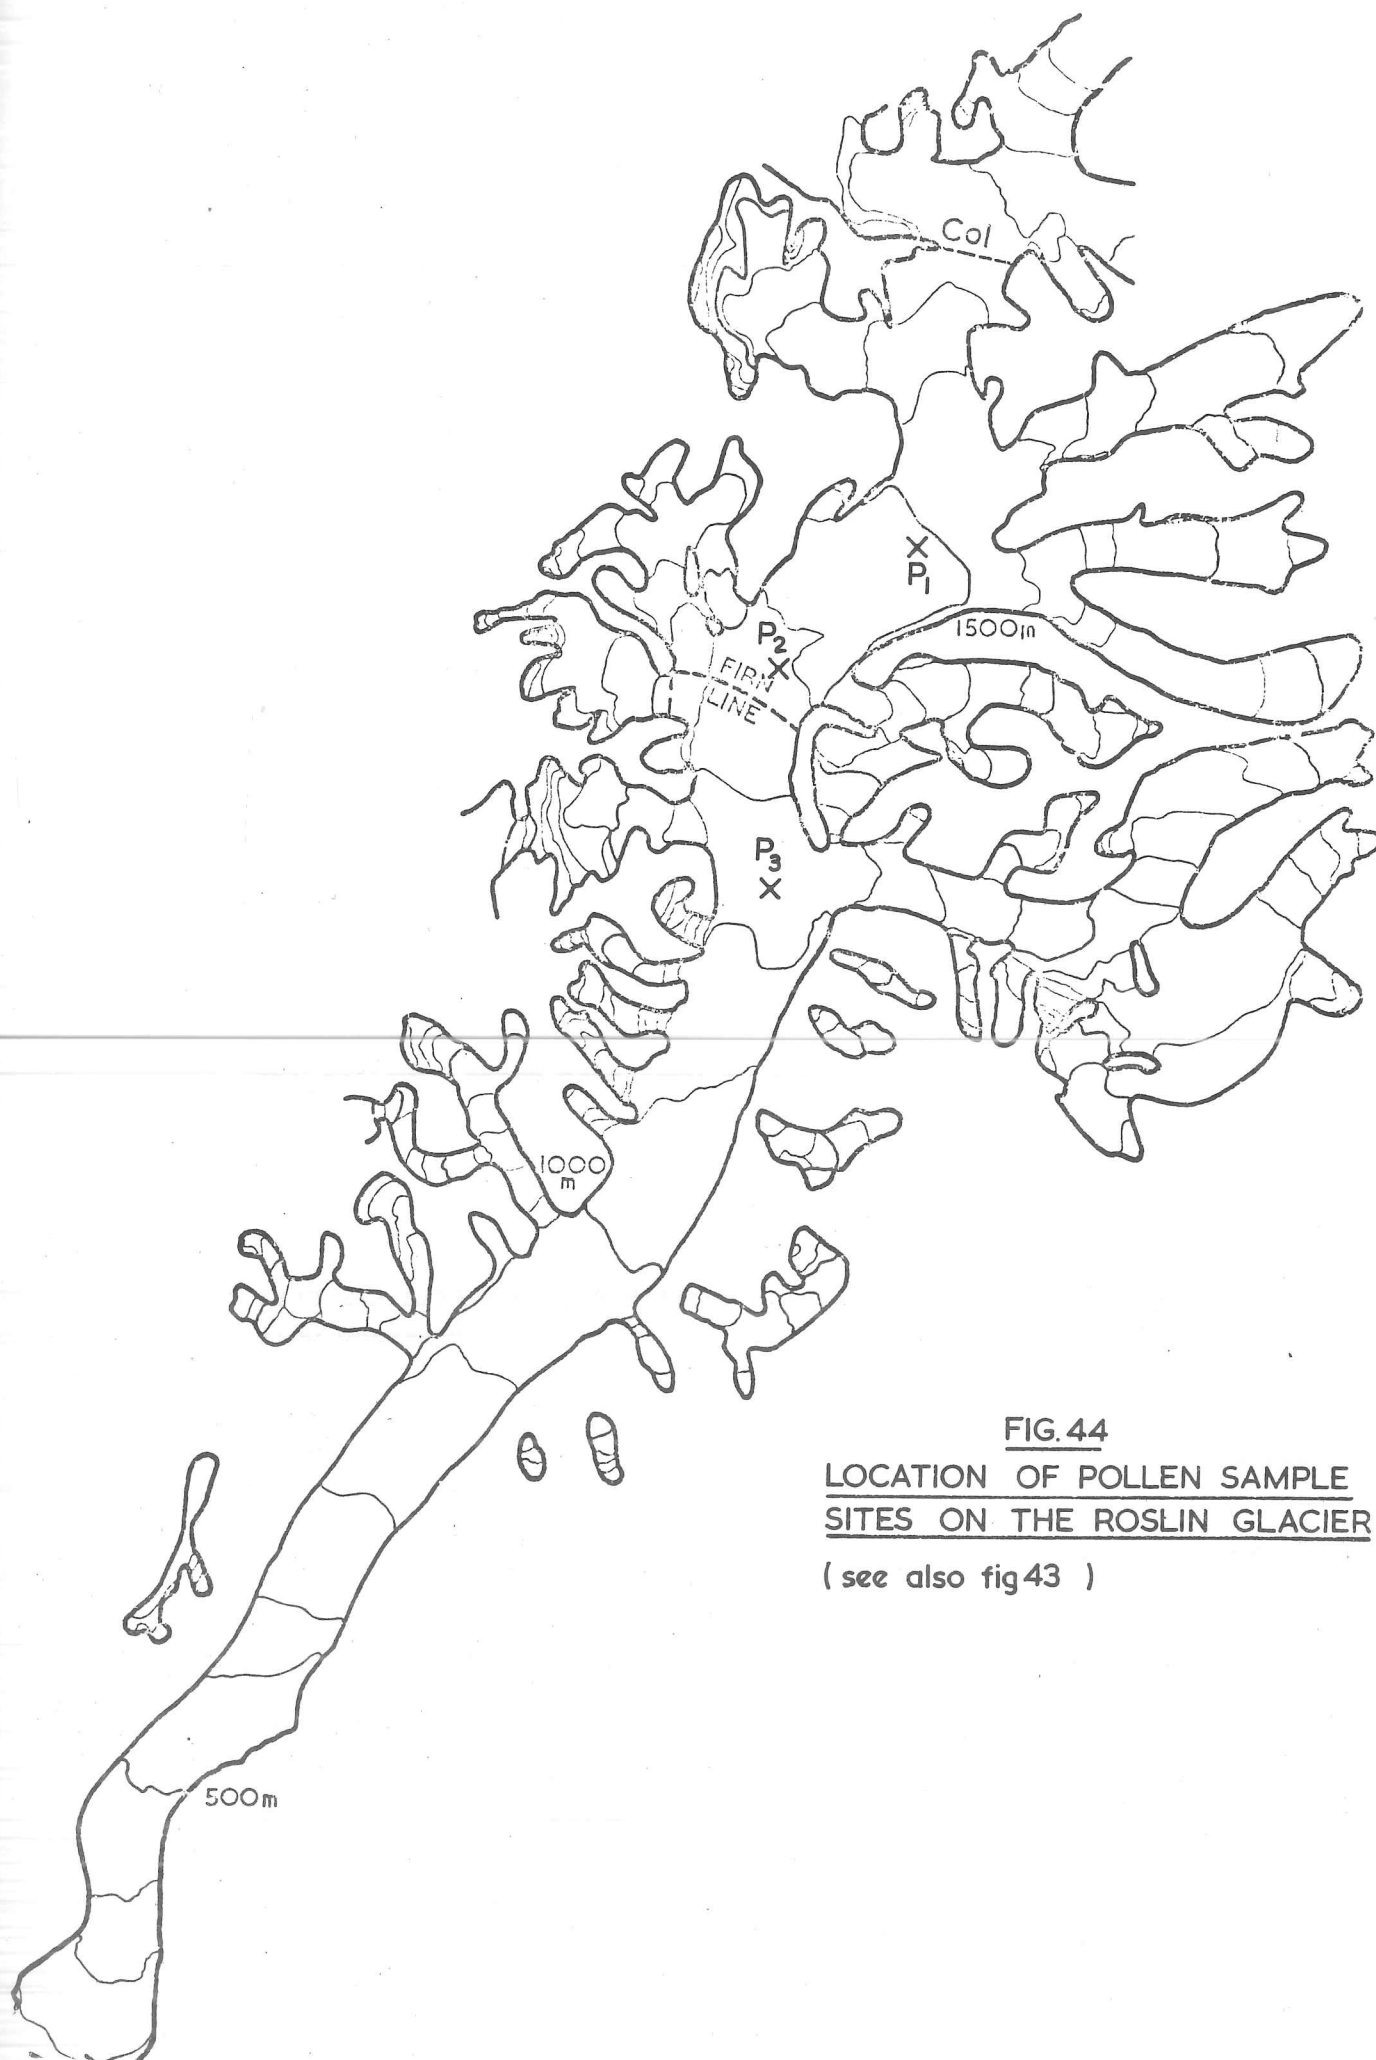 Col
P1
1500m
P2
FIRN
LINE
P3
1000
m
FIG. 44
LOCATION OF POLLEN SAMPLE
SITES ON THE ROSLIN GLACIER
( see also fig 43 )
500m